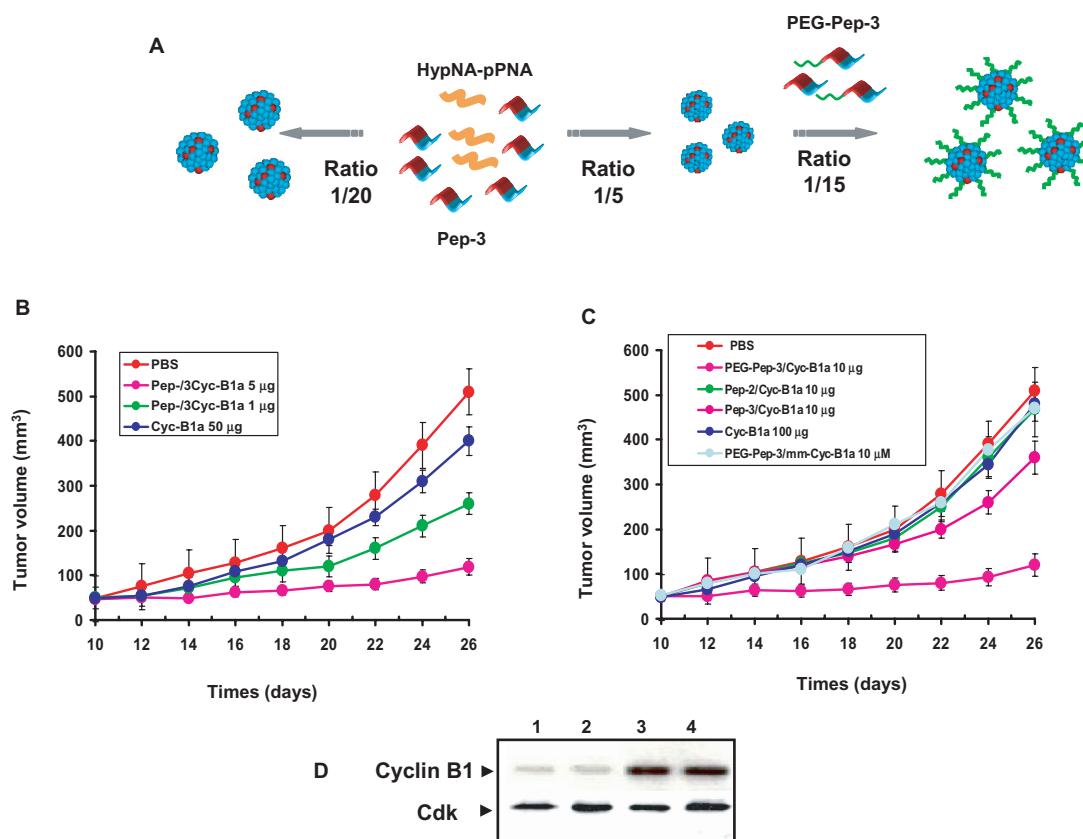 A
HypNA-pPNA
PEG-Pep-3
Ratio
1/20
Ratio
1/5
Ratio
1/15
Pep-3
B
600
500
400
300
200
100
0
10 12 14 16 18 20 22 24 26
Tumor volume (mm³)
Times (days)
PBS
Pep-/3Cyc-B1a 5 µg
Pep-/3Cyc-B1a 1 µg
Cyc-B1a 50 µg
C
600
500
400
300
200
100
0
10 12 14 16 18 20 22 24 26
Tumor volume (mm³)
Times (days)
PBS
PEG-Pep-3/Cyc-B1a 10 µg
Pep-2/Cyc-B1a 10 µg
Pep-3/Cyc-B1a 10 µg
Cyc-B1a 100 µg
PEG-Pep-3/mm-Cyc-B1a 10 µM
1 2 3 4
D
Cyclin B1
Cdk